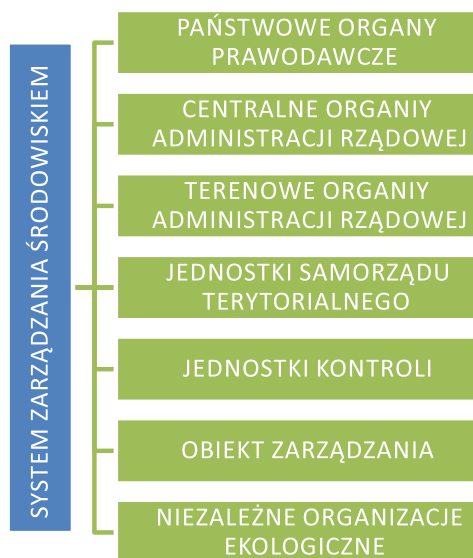 SYSTEM ZARZĄDZANIA ŚRODOWISKIEM
PAŃSTWOWE ORGANY
PRAWODAWCZE
CENTRALNE ORGANIY
ADMINISTRACJI RZĄDOWEJ
TERENOWE ORGANIY
ADMINISTRACJI RZĄDOWEJ
JEDNOSTKI SAMORZĄDU
TERYTORIALNEGO
JEDNOSTKI KONTROLI
OBIEKT ZARZĄDZANIA
NIEZALEŻNE ORGANIZACJE
EKOLOGICZNE